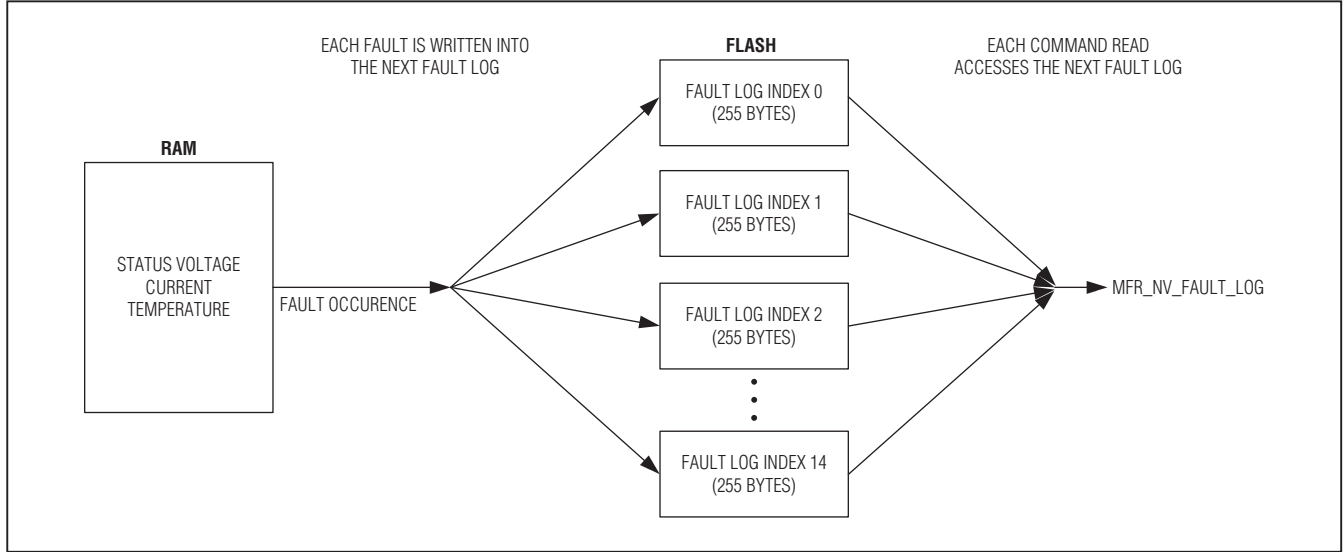 EACH FAULT IS WRITTEN INTO
THE NEXT FAULT LOG
FLASH
EACH COMMAND READ
ACCESSES THE NEXT FAULT LOG
FAULT LOG INDEX 0
(255 BYTES)
RAM
FAULT LOG INDEX 1
(255 BYTES)
STATUS VOLTAGE
CURRENT
TEMPERATURE
FAULT OCCURENCE
FAULT LOG INDEX 2
(255 BYTES)
MFR_NV_FAULT_LOG
FAULT LOG INDEX 14
(255 BYTES)